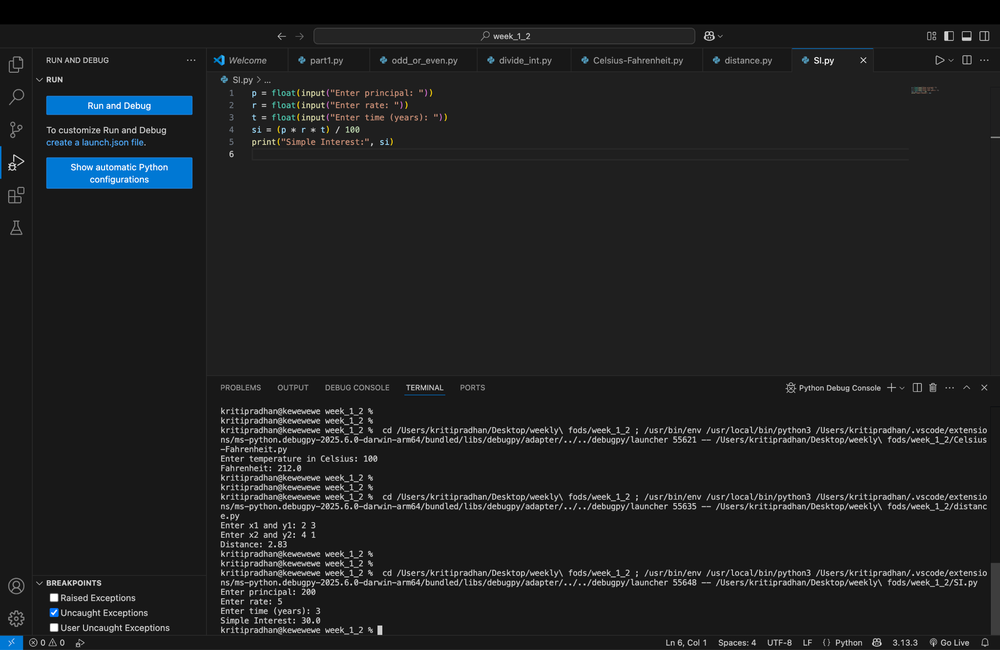 week_1_2
RUN AND DEBUG
Welcome
part1.py
odd_or_even.py
divide_int.py
Celsius-Fahrenheit.py
distance.py
SI.py
RUN
Run and Debug
To customize Run and Debug
create a launch.json file.
Show automatic Python
configurations
SI.py > ...
1 p = float(input("Enter principal: "))
2 r = float(input("Enter rate: "))
3 t = float(input("Enter time (years): "))
4 si = (p * r * t) / 100
5 print("Simple Interest:", si)
6
PROBLEMS OUTPUT DEBUG CONSOLE TERMINAL PORTS
Python Debug Console
kritipradhan@kewewewe week_1_2 %
kritipradhan@kewewewe week_1_2 %
kritipradhan@kewewewe week_1_2 %  cd /Users/kritipradhan/Desktop/weekly\ fods/week_1_2 ; /usr/bin/env /usr/local/bin/python3 /Users/kritipradhan/.vscode/extensio
ns/ms-python.debugpy-2025.6.0-darwin-arm64/bundled/libs/debugpy/adapter/../../debugpy/launcher 55621 -- /Users/kritipradhan/Desktop/weekly\ fods/week_1_2/Celsius
-Fahrenheit.py
Enter temperature in Celsius: 100
Fahrenheit: 212.0
kritipradhan@kewewewe week_1_2 %
kritipradhan@kewewewe week_1_2 %
kritipradhan@kewewewe week_1_2 %  cd /Users/kritipradhan/Desktop/weekly\ fods/week_1_2 ; /usr/bin/env /usr/local/bin/python3 /Users/kritipradhan/.vscode/extensio
ns/ms-python.debugpy-2025.6.0-darwin-arm64/bundled/libs/debugpy/adapter/../../debugpy/launcher 55635 -- /Users/kritipradhan/Desktop/weekly\ fods/week_1_2/distanc
e.py
Enter x1 and y1: 2 3
Enter x2 and y2: 4 1
Distance: 2.83
kritipradhan@kewewewe week_1_2 %
kritipradhan@kewewewe week_1_2 %
kritipradhan@kewewewe week_1_2 %  cd /Users/kritipradhan/Desktop/weekly\ fods/week_1_2 ; /usr/bin/env /usr/local/bin/python3 /Users/kritipradhan/.vscode/extensio
ns/ms-python.debugpy-2025.6.0-darwin-arm64/bundled/libs/debugpy/adapter/../../debugpy/launcher 55648 -- /Users/kritipradhan/Desktop/weekly\ fods/week_1_2/SI.py
Enter principal: 200
Enter rate: 5
Enter time (years): 3
Simple Interest: 30.0
kritipradhan@kewewewe week_1_2 %
BREAKPOINTS
Raised Exceptions
Uncaught Exceptions
User Uncaught Exceptions
0 0
Ln 6, Col 1 Spaces: 4 UTF-8 LF {} Python 3.13.3 Go Live